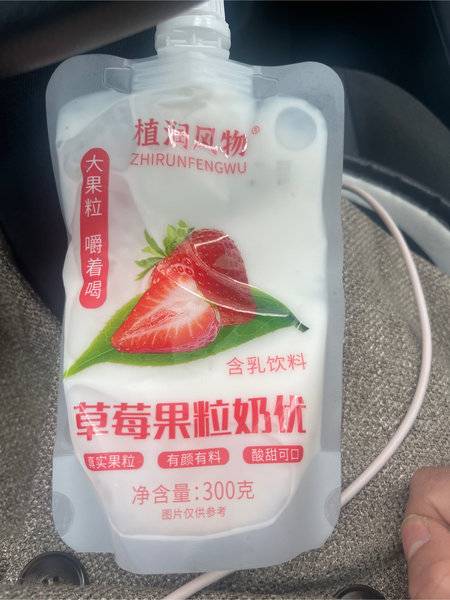 植润风物®
ZHIRUNFENGWU
大果粒 嚼着喝
含乳饮料
草莓果粒奶优
真实果粒 有颜有料 酸甜可口
净含量:300克
图片仅供参考